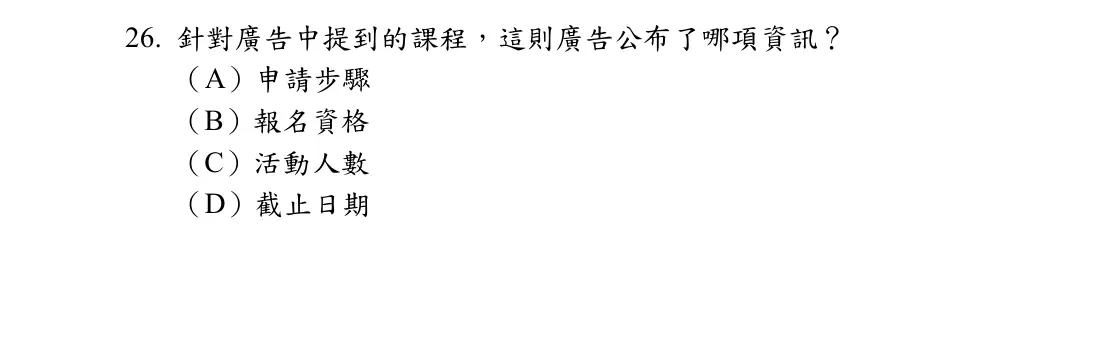 26. 針對廣告中提到的課程，這則廣告公布了哪項資訊？
（A）申請步驟
（B）報名資格
（C）活動人數
（D）截止日期